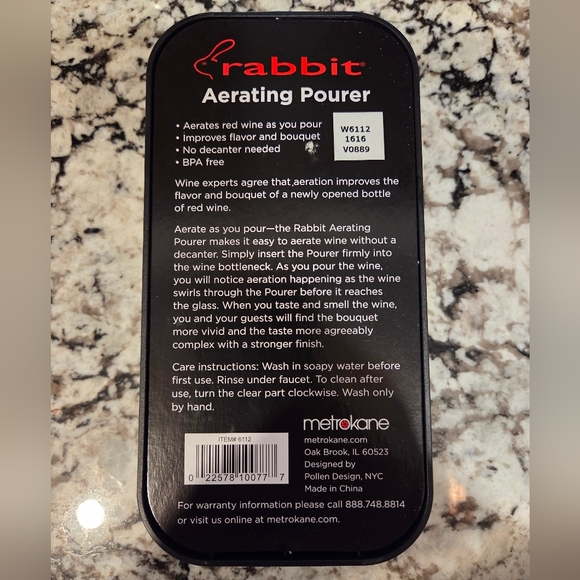 rabbit®
Aerating Pourer
• Aerates red wine as you pour
• Improves flavor and bouquet
• No decanter needed
• BPA free
W6112
1616
V0889
Wine experts agree that aeration improves the
flavor and bouquet of a newly opened bottle
of red wine.
Aerate as you pour—the Rabbit Aerating
Pourer makes it easy to aerate wine without a
decanter. Simply insert the Pourer firmly into
the wine bottleneck. As you pour the wine,
you will notice aeration happening as the wine
swirls through the Pourer before it reaches
the glass. When you taste and smell the wine,
you and your guests will find the bouquet
more vivid and the taste more agreeably
complex with a stronger finish.
Care instructions: Wash in soapy water before
first use. Rinse under faucet. To clean after
use, turn the clear part clockwise. Wash only
by hand.
metrokane
metrokane.com
Oak Brook, IL 60523
Designed by
Pollen Design, NYC
Made in China
ITEM# 6112
0 22578 10077 7
For warranty information please call 888.748.8814
or visit us online at metrokane.com.